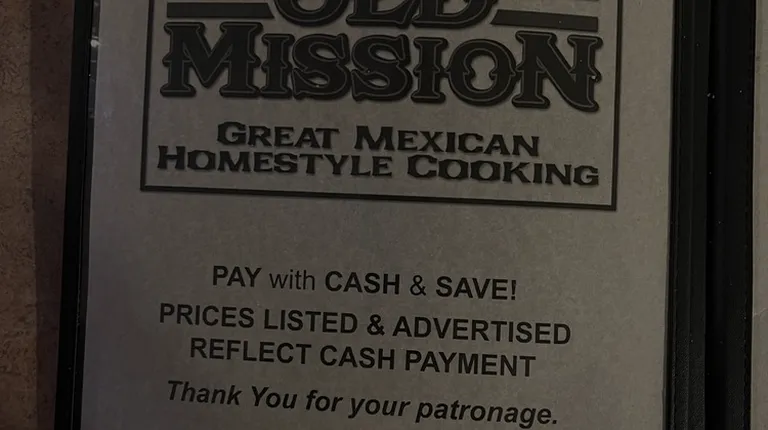 OLD
MISSION
GREAT MEXICAN
HOMESTYLE COOKING
PAY with CASH & SAVE!
PRICES LISTED & ADVERTISED
REFLECT CASH PAYMENT
Thank You for your patronage.